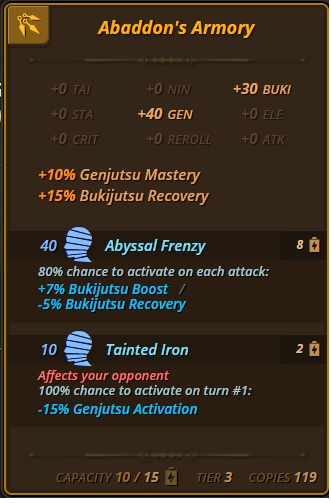 Abaddon's Armory
+0 TAI +0 NIN +30 BUKI
+0 STA +40 GEN +0 ELE
+0 CRIT +0 REROLL +0 ATK
+10% Genjutsu Mastery
+15% Bukijutsu Recovery
40 Abyssal Frenzy 8
80% chance to activate on each attack:
+7% Bukijutsu Boost /
-5% Bukijutsu Recovery
10 Tainted Iron 2
Affects your opponent
100% chance to activate on turn #1:
-15% Genjutsu Activation
CAPACITY 10 / 15 TIER 3 COPIES 119